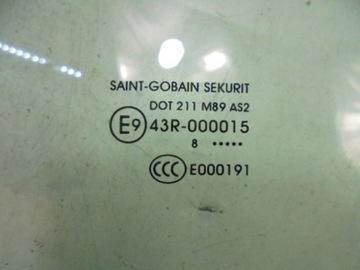 SAINT-GOBAIN SEKURIT
DOT 211 M89 AS2
E9 43R-000015
8 •••••
CCC E000191